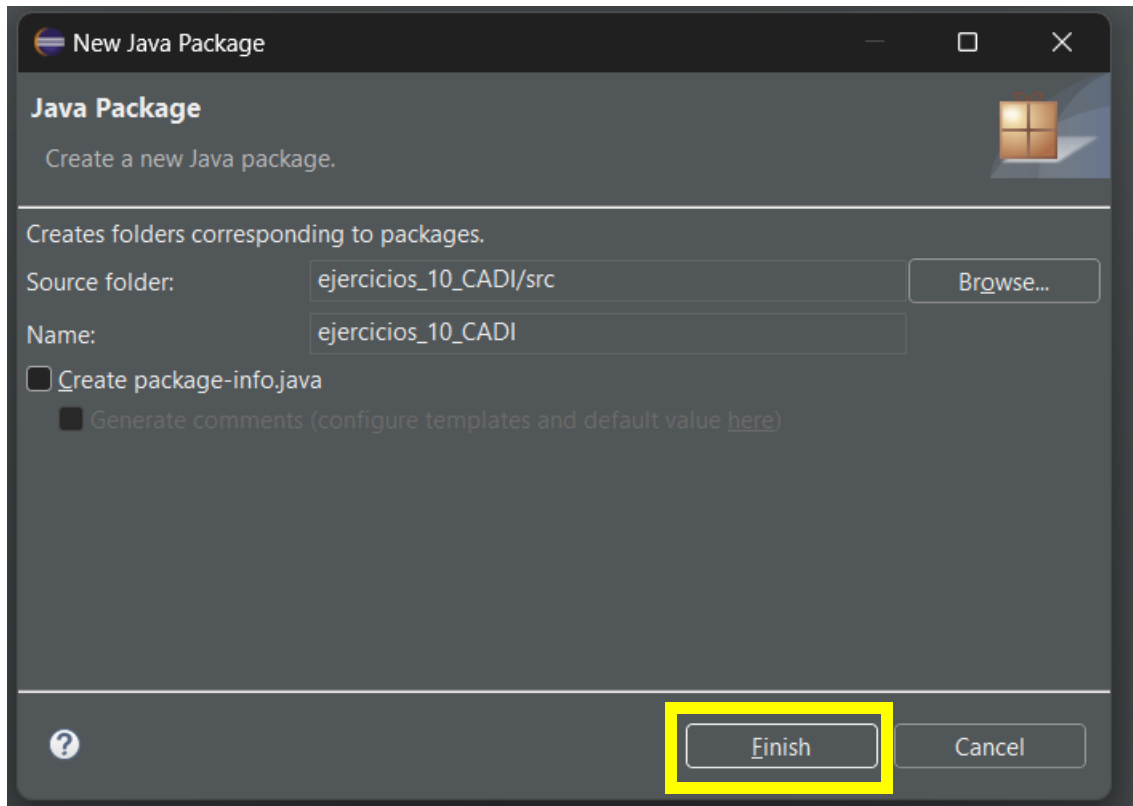 New Java Package
Java Package
Create a new Java package.
Creates folders corresponding to packages.
Source folder: ejercicios_10_CADI/src Browse...
Name: ejercicios_10_CADI
Create package-info.java
Generate comments (configure templates and default value here)
? Finish Cancel